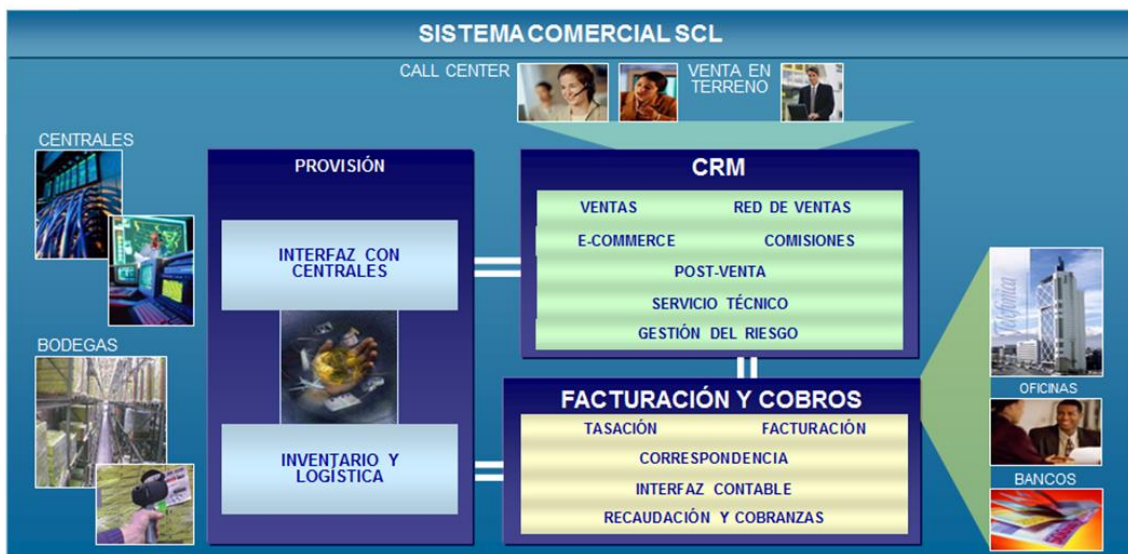 SISTEMA COMERCIAL SCL
CALL CENTER
VENTA EN
TERRENO
CENTRALES
PROVISIÓN
CRM
VENTAS
RED DE VENTAS
E-COMMERCE
COMISIONES
INTERFAZ CON
CENTRALES
POST-VENTA
SERVICIO TÉCNICO
GESTIÓN DEL RIESGO
Telefónica
BODEGAS
OFICINAS
FACTURACIÓN Y COBROS
TASACIÓN
FACTURACIÓN
INVENTARIO Y
LOGÍSTICA
CORRESPONDENCIA
INTERFAZ CONTABLE
RECAUDACIÓN Y COBRANZAS
BANCOS